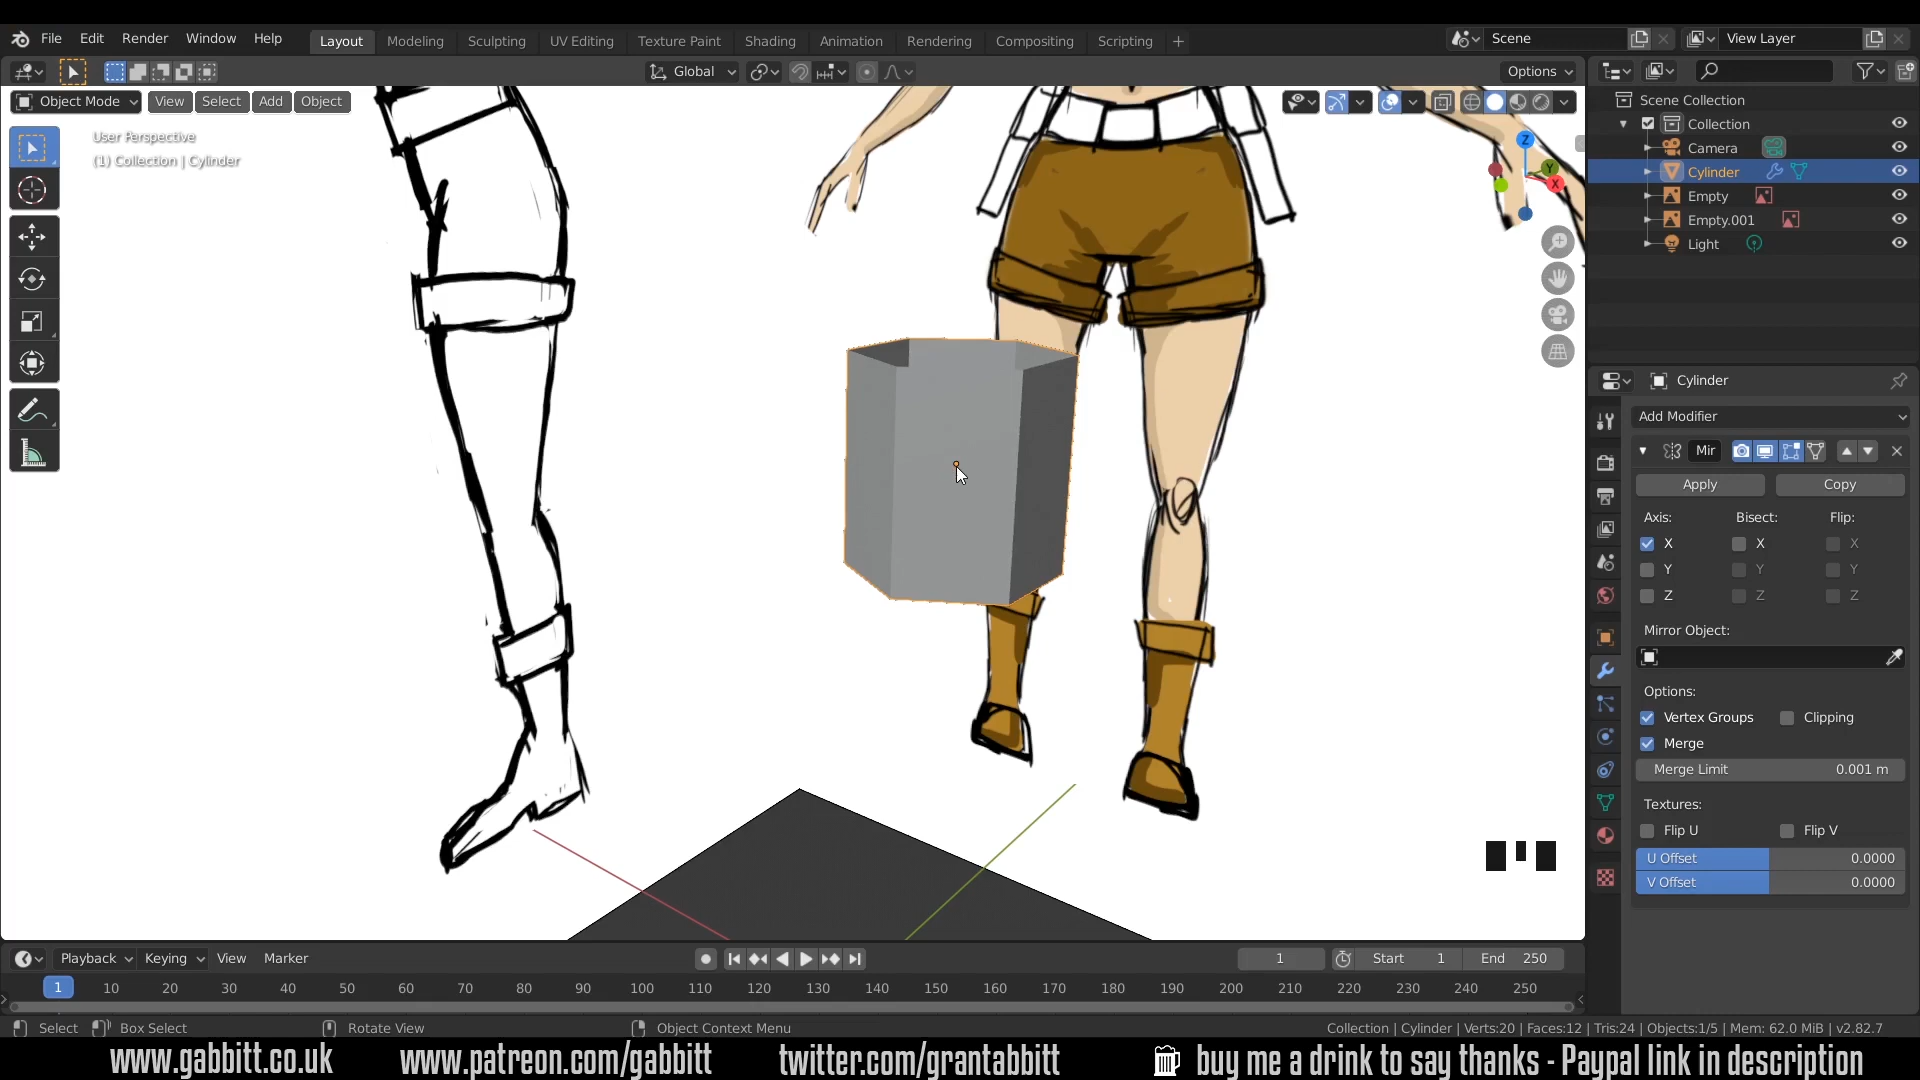 File Edit Render Window Help Layout Modeling Sculpting UV Editing Texture Paint Shading Animation Rendering Compositing Scripting + Scene View Layer
Global Options
Object Mode View Select Add Object
User Perspective
(1) Collection | Cylinder
Z
Y
X
Scene Collection
Collection
Camera
Cylinder
Empty
Empty.001
Light
Cylinder
Add Modifier
Mir
Apply Copy
Axis: Bisect: Flip:
X X X
Y Y Y
Z Z Z
Mirror Object:
Options:
Vertex Groups Clipping
Merge
Merge Limit 0.001 m
Textures:
Flip U Flip V
U Offset 0.0000
V Offset 0.0000
Playback Keying View Marker 1 Start 1 End 250
1 10 20 30 40 50 60 70 80 90 100 110 120 130 140 150 160 170 180 190 200 210 220 230 240 250
Select Box Select Rotate View Object Context Menu Collection | Cylinder | Verts:20 | Faces:12 | Tris:24 | Objects:1/5 | Mem: 62.0 MiB | v2.82.7
www.gabbitt.co.uk www.patreon.com/gabbitt twitter.com/grantabbitt buy me a drink to say thanks - Paypal link in description